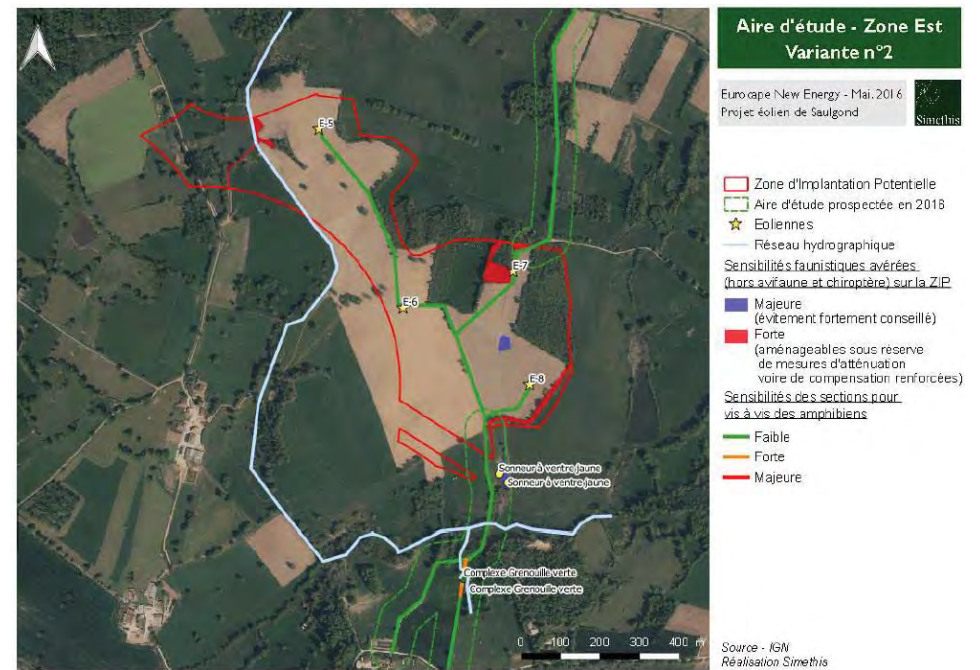 N
E-5
E-7
E-6
E-8
Sonneur à ventre jaune
Sonneur à ventre jaune
Complexe Grenouille verte
Complexe Grenouille verte
0 100 200 300 400 m
Aire d'étude - Zone Est
Variante n°2
Eurocape New Energy - Mai. 2016
Projet éolien de Saulgond
Simethis
Zone d'Implantation Potentielle
Aire d'étude prospectée en 2016
Eoliennes
Réseau hydrographique
Sensibilités faunistiques avérées
(hors avifaune et chiroptère) sur la ZIP
Majeure
(évitement fortement conseillé)
Forte
(aménageables sous réserve
de mesures d'atténuation
voire de compensation renforcées)
Sensibilités des sections pour
vis à vis des amphibiens
Faible
Forte
Majeure
Source - IGN
Réalisation Simethis